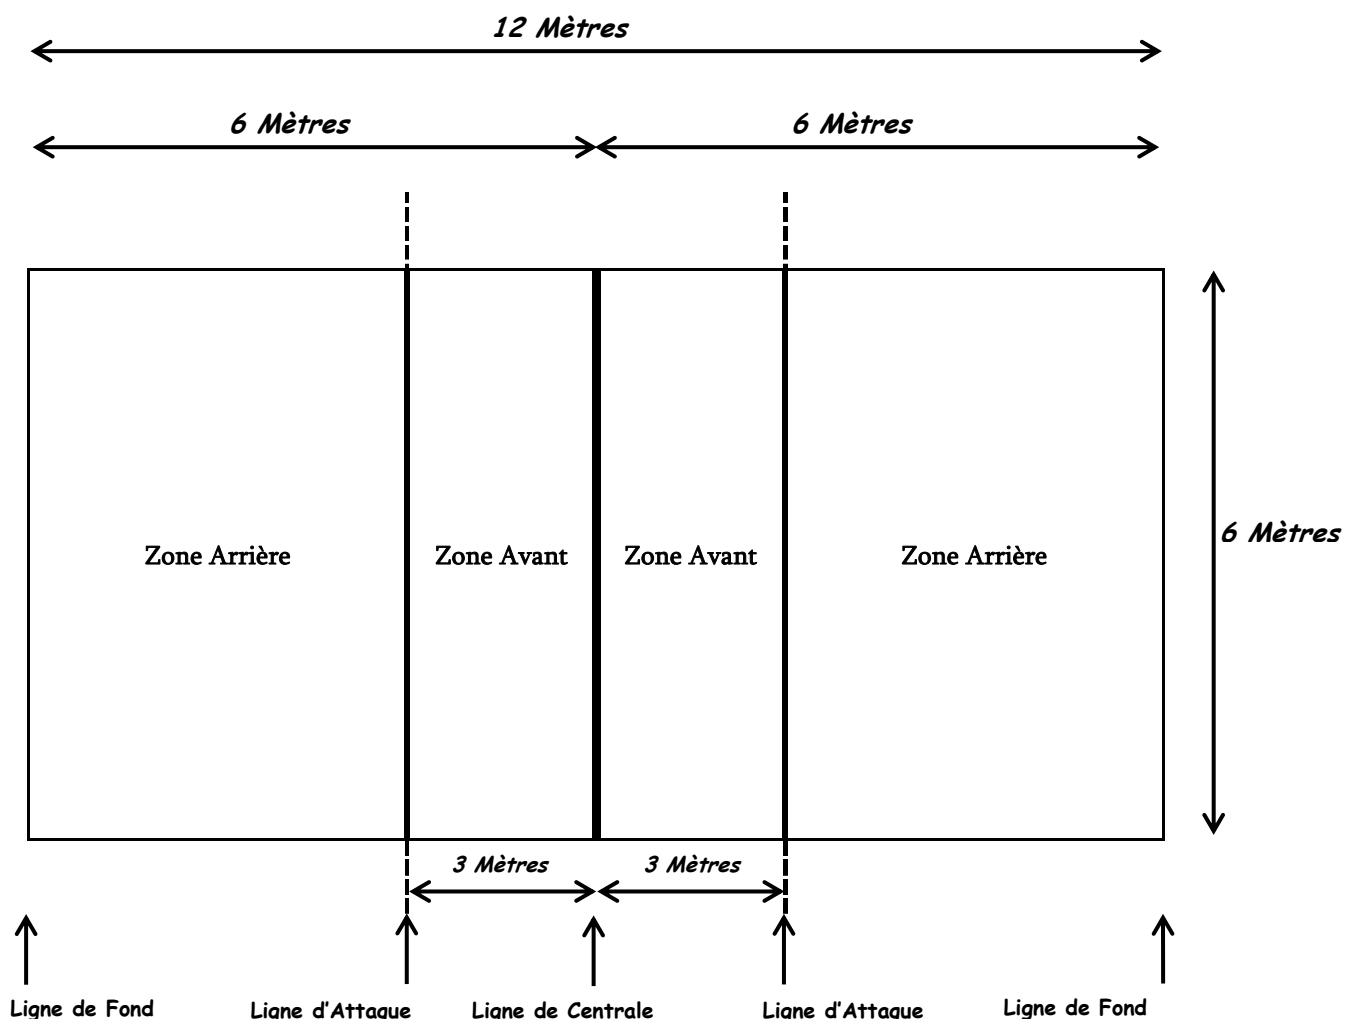 12 Mètres
6 Mètres
6 Mètres
6 Mètres
Zone Arrière
Zone Avant
Zone Avant
Zone Arrière
3 Mètres
3 Mètres
Ligne de Fond
Ligne d'Attaque
Ligne de Centrale
Ligne d'Attaque
Ligne de Fond